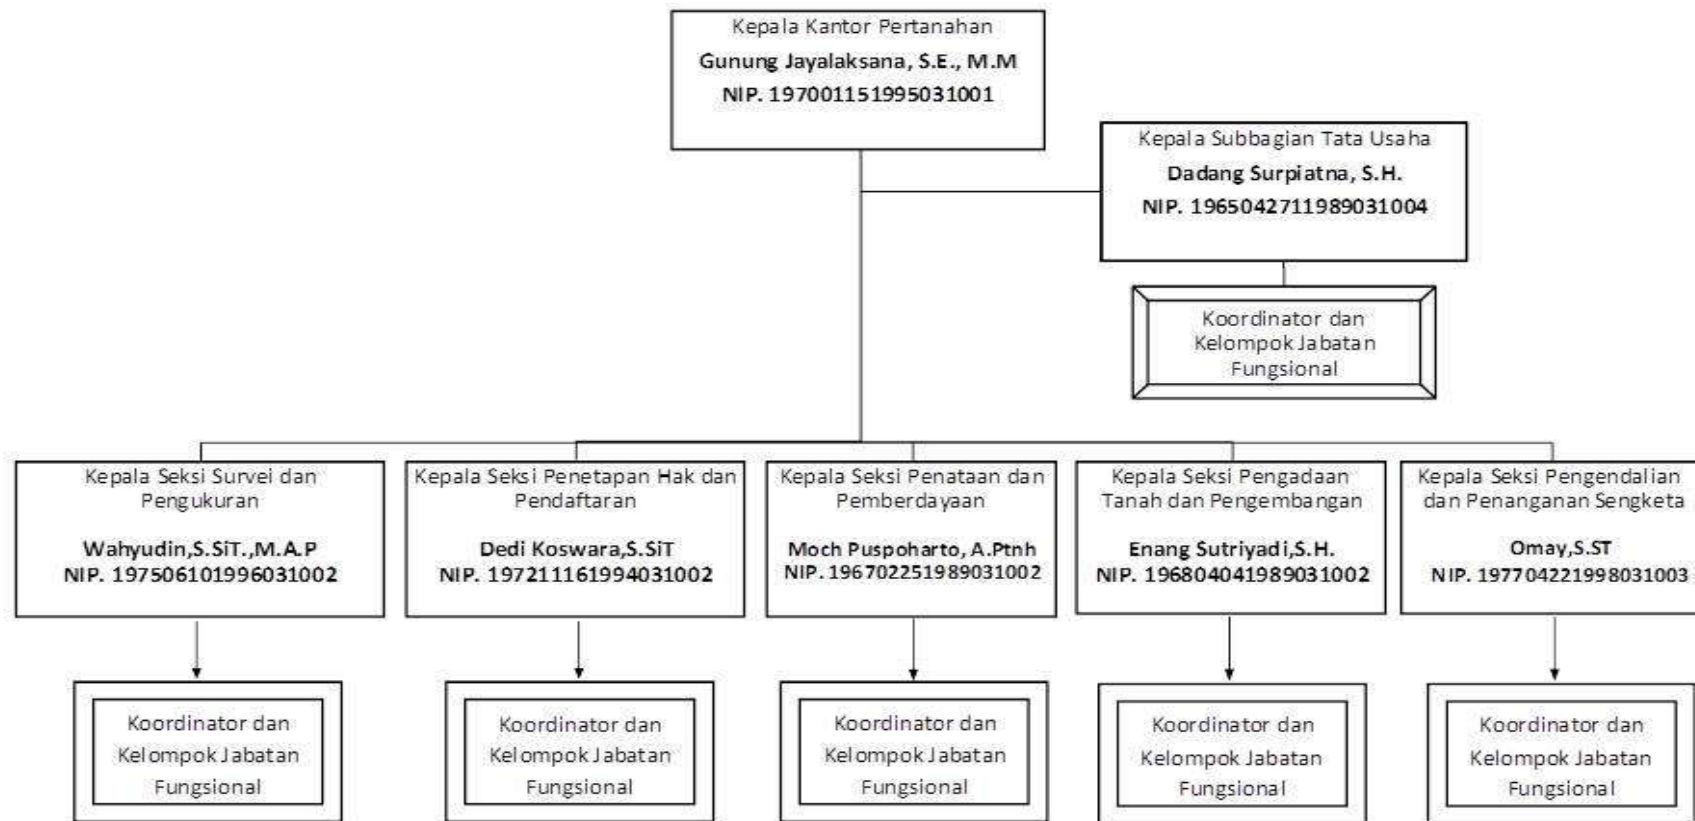 Kepala Kantor Pertanahan
Gunung Jayalaksana, S.E., M.M
NIP. 197001151995031001
Kepala Subbagian Tata Usaha
Dadang Surpiatna, S.H.
NIP. 1965042711989031004
Koordinator dan
Kelompok Jabatan
Fungsional
Kepala Seksi Survei dan
Pengukuran
Wahyudin,S.SiT.,M.A.P
NIP. 197506101996031002
Kepala Seksi Penetapan Hak dan
Pendaftaran
Dedi Koswara,S.SiT
NIP. 197211161994031002
Kepala Seksi Penataan dan
Pemberdayaan
Moch Puspoharto, A.Ptnh
NIP. 196702251989031002
Kepala Seksi Pengadaan
Tanah dan Pengembangan
Enang Sutriyadi,S.H.
NIP. 196804041989031002
Kepala Seksi Pengendalian
dan Penanganan Sengketa
Omay,S.ST
NIP. 197704221998031003
Koordinator dan
Kelompok Jabatan
Fungsional
Koordinator dan
Kelompok Jabatan
Fungsional
Koordinator dan
Kelompok Jabatan
Fungsional
Koordinator dan
Kelompok Jabatan
Fungsional
Koordinator dan
Kelompok Jabatan
Fungsional